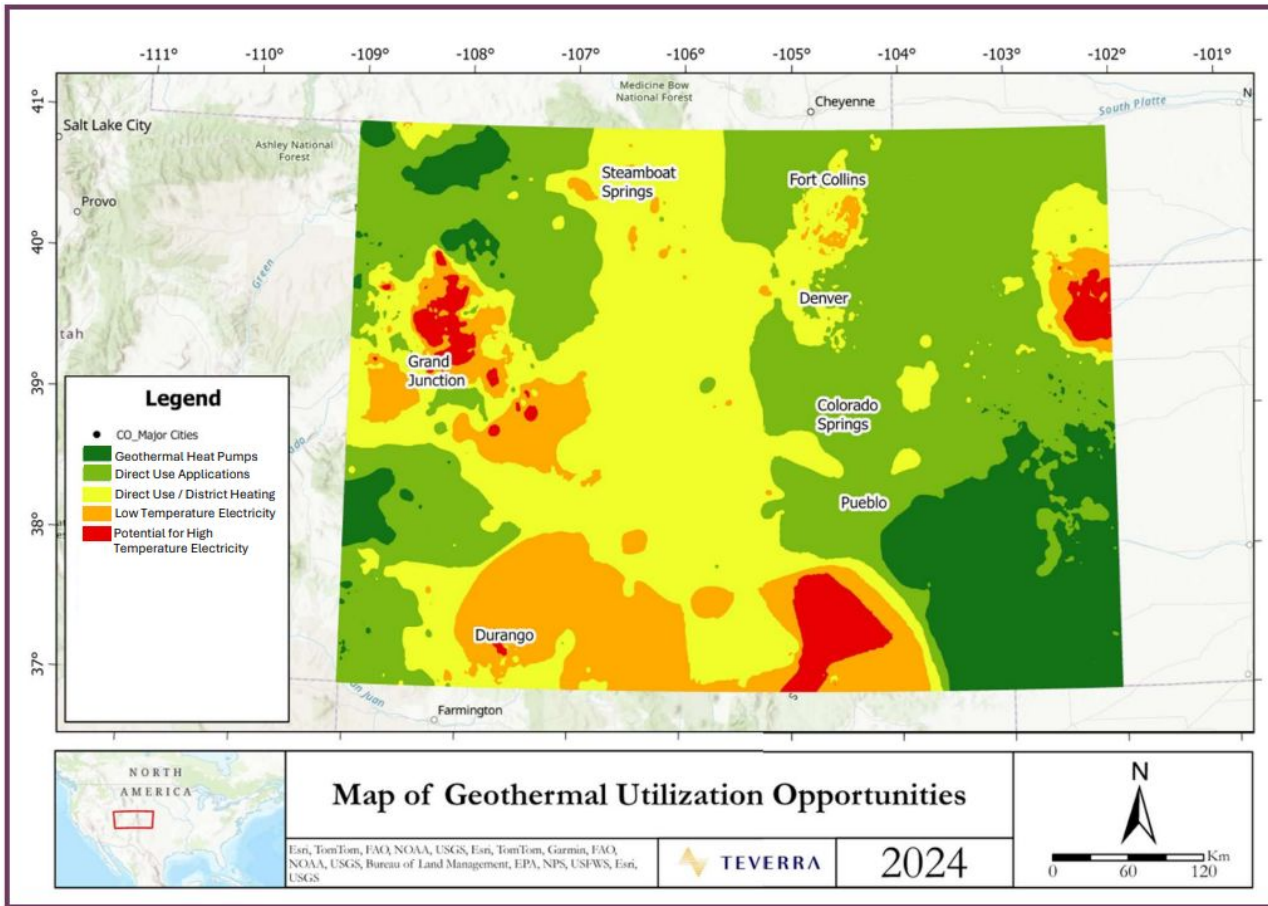 -111° -110° -109° -108° -107° -106° -105° -104° -103° -102° -101°
41°
40°
39°
38°
37°
Medicine Bow
National Forest
Cheyenne
South Platte
N
Salt Lake City
Ashley National
Forest
Provo
Green
tah
Steamboat
Springs
Fort Collins
Denver
Grand
Junction
Colorado
Springs
Pueblo
Durango
Farmington
an Juan
Legend
CO_Major Cities
Geothermal Heat Pumps
Direct Use Applications
Direct Use / District Heating
Low Temperature Electricity
Potential for High
Temperature Electricity
NORTH
AMERICA
Map of Geothermal Utilization Opportunities
Esri, TomTom, FAO, NOAA, USGS, Esri, TomTom, Garmin, FAO,
NOAA, USGS, Bureau of Land Management, EPA, NPS, USFWS, Esri,
USGS
TEVERRA
2024
N
Km
0 60 120